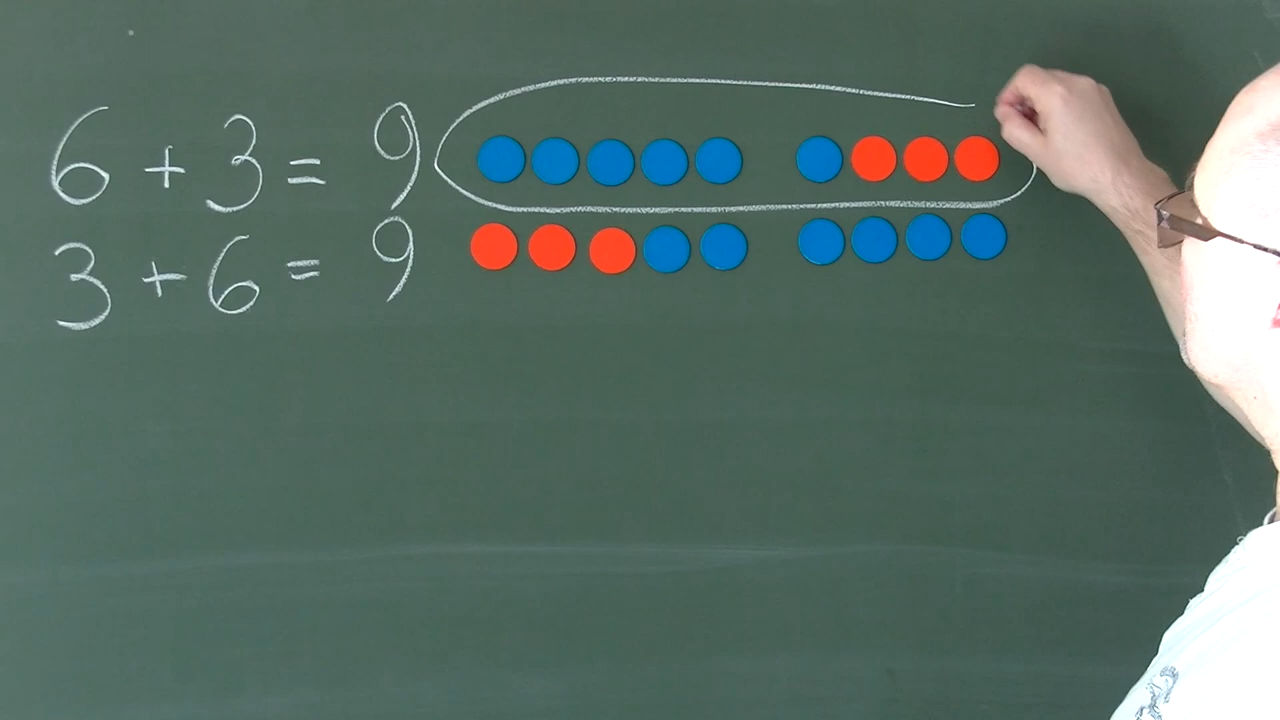 6 + 3 = 9
3 + 6 = 9